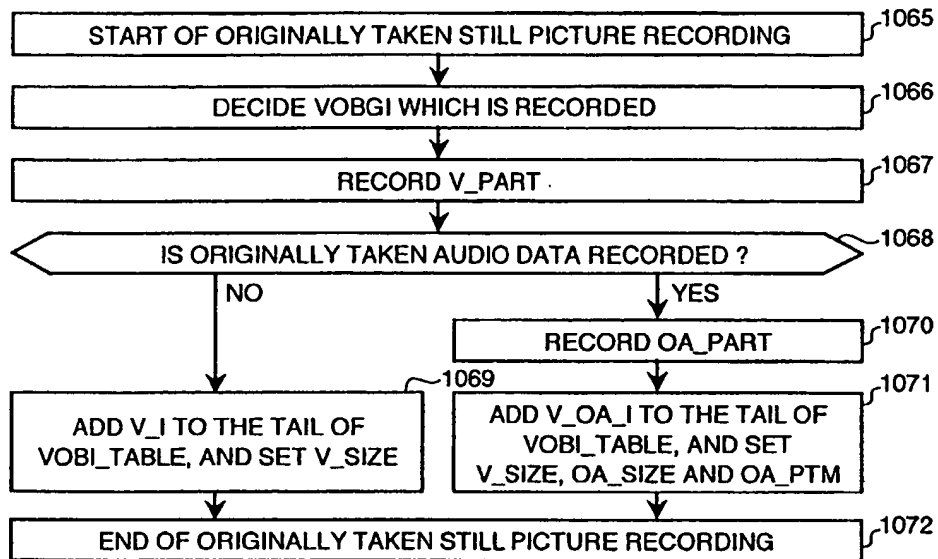 START OF ORIGINALLY TAKEN STILL PICTURE RECORDING
1065
DECIDE VOBGI WHICH IS RECORDED
1066
RECORD V_PART
1067
IS ORIGINALLY TAKEN AUDIO DATA RECORDED ?
1068
NO
YES
RECORD OA_PART
1070
1069
1071
ADD V_I TO THE TAIL OF
VOBI_TABLE, AND SET V_SIZE
ADD V_OA_I TO THE TAIL OF
VOBI_TABLE, AND SET
V_SIZE, OA_SIZE AND OA_PTM
END OF ORIGINALLY TAKEN STILL PICTURE RECORDING
1072